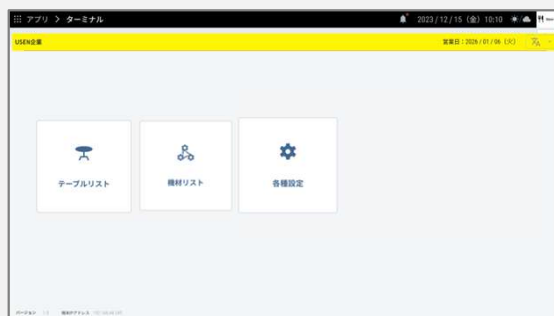 アプリ > ターミナル 2023 / 12 / 15（金）10:10
USEN企業 営業日：2026 / 01 / 06（火）
テーブルリスト 機材リスト 各種設定
バージョン 1.0